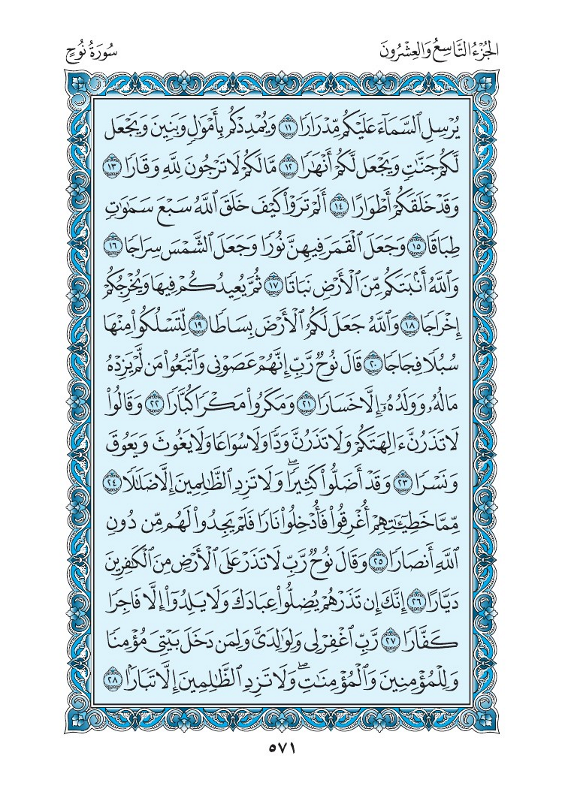 الجُزْءُ التَّاسِعُ وَالعِشْرُونَ
سُورَةُ نُوحٍ
يُرْسِلِ ٱلسَّمَآءَ عَلَيْكُم مِّدْرَارًا ١١ وَيُمْدِدْكُم بِأَمْوَٰلٍ وَبَنِينَ وَيَجْعَل
لَّكُمْ جَنَّٰتٍ وَيَجْعَل لَّكُمْ أَنْهَٰرًا ١٢ مَّا لَكُمْ لَا تَرْجُونَ لِلَّهِ وَقَارًا ١٣
وَقَدْ خَلَقَكُمْ أَطْوَارًا ١٤ أَلَمْ تَرَوْا۟ كَيْفَ خَلَقَ ٱللَّهُ سَبْعَ سَمَٰوَٰتٍ
طِبَاقًا ١٥ وَجَعَلَ ٱلْقَمَرَ فِيهِنَّ نُورًا وَجَعَلَ ٱلشَّمْسَ سِرَاجًا ١٦
وَٱللَّهُ أَنۢبَتَكُم مِّنَ ٱلْأَرْضِ نَبَاتًا ١٧ ثُمَّ يُعِيدُكُمْ فِيهَا وَيُخْرِجُكُمْ
إِخْرَاجًا ١٨ وَٱللَّهُ جَعَلَ لَكُمُ ٱلْأَرْضَ بِسَاطًا ١٩ لِّتَسْلُكُوا۟ مِنْهَا
سُبُلًا فِجَاجًا ٢٠ قَالَ نُوحٌ رَّبِّ إِنَّهُمْ عَصَوْنِى وَٱتَّبَعُوا۟ مَن لَّمْ يَزِدْهُ
مَالُهُۥ وَوَلَدُهُۥٓ إِلَّا خَسَارًا ٢١ وَمَكَرُوا۟ مَكْرًا كُبَّارًا ٢٢ وَقَالُوا۟
لَا تَذَرُنَّ ءَالِهَتَكُمْ وَلَا تَذَرُنَّ وَدًّا وَلَا سُوَاعًا وَلَا يَغُوثَ وَيَعُوقَ
وَنَسْرًا ٢٣ وَقَدْ أَضَلُّوا۟ كَثِيرًا ۖ وَلَا تَزِدِ ٱلظَّٰلِمِينَ إِلَّا ضَلَٰلًا ٢٤
مِّمَّا خَطِيٓـَٰٔتِهِمْ أُغْرِقُوا۟ فَأُدْخِلُوا۟ نَارًا فَلَمْ يَجِدُوا۟ لَهُم مِّن دُونِ
ٱللَّهِ أَنصَارًا ٢٥ وَقَالَ نُوحٌ رَّبِّ لَا تَذَرْ عَلَى ٱلْأَرْضِ مِنَ ٱلْكَٰفِرِينَ
دَيَّارًا ٢٦ إِنَّكَ إِن تَذَرْهُمْ يُضِلُّوا۟ عِبَادَكَ وَلَا يَلِدُوٓا۟ إِلَّا فَاجِرًا
كَفَّارًا ٢٧ رَّبِّ ٱغْفِرْ لِى وَلِوَٰلِدَىَّ وَلِمَن دَخَلَ بَيْتِىَ مُؤْمِنًا
وَلِلْمُؤْمِنِينَ وَٱلْمُؤْمِنَٰتِ ۖ وَلَا تَزِدِ ٱلظَّٰلِمِينَ إِلَّا تَبَارًۢا ٢٨
٥٧١